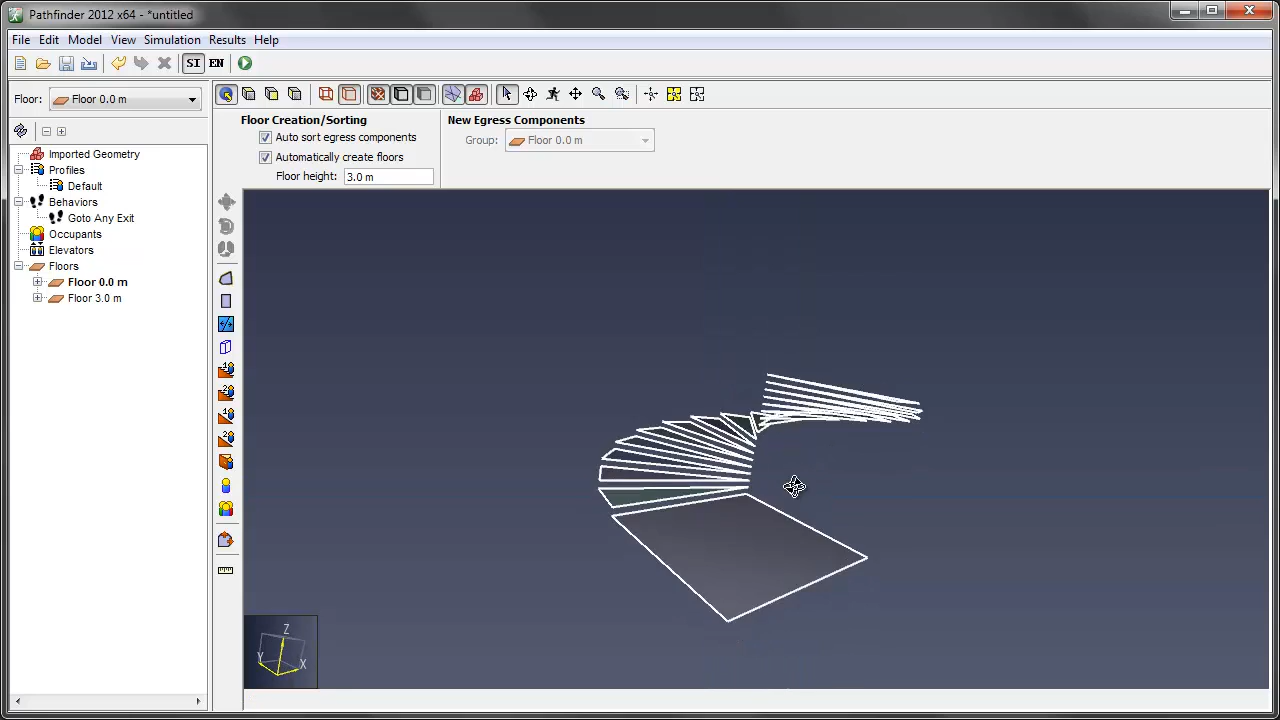 Pathfinder 2012 x64 - *untitled
File Edit Model View Simulation Results Help
SI EN
Floor: Floor 0.0 m
Floor Creation/Sorting
Auto sort egress components
Automatically create floors
Floor height: 3.0 m
New Egress Components
Group: Floor 0.0 m
Imported Geometry
Profiles
Default
Behaviors
Goto Any Exit
Occupants
Elevators
Floors
Floor 0.0 m
Floor 3.0 m
Z
Y X